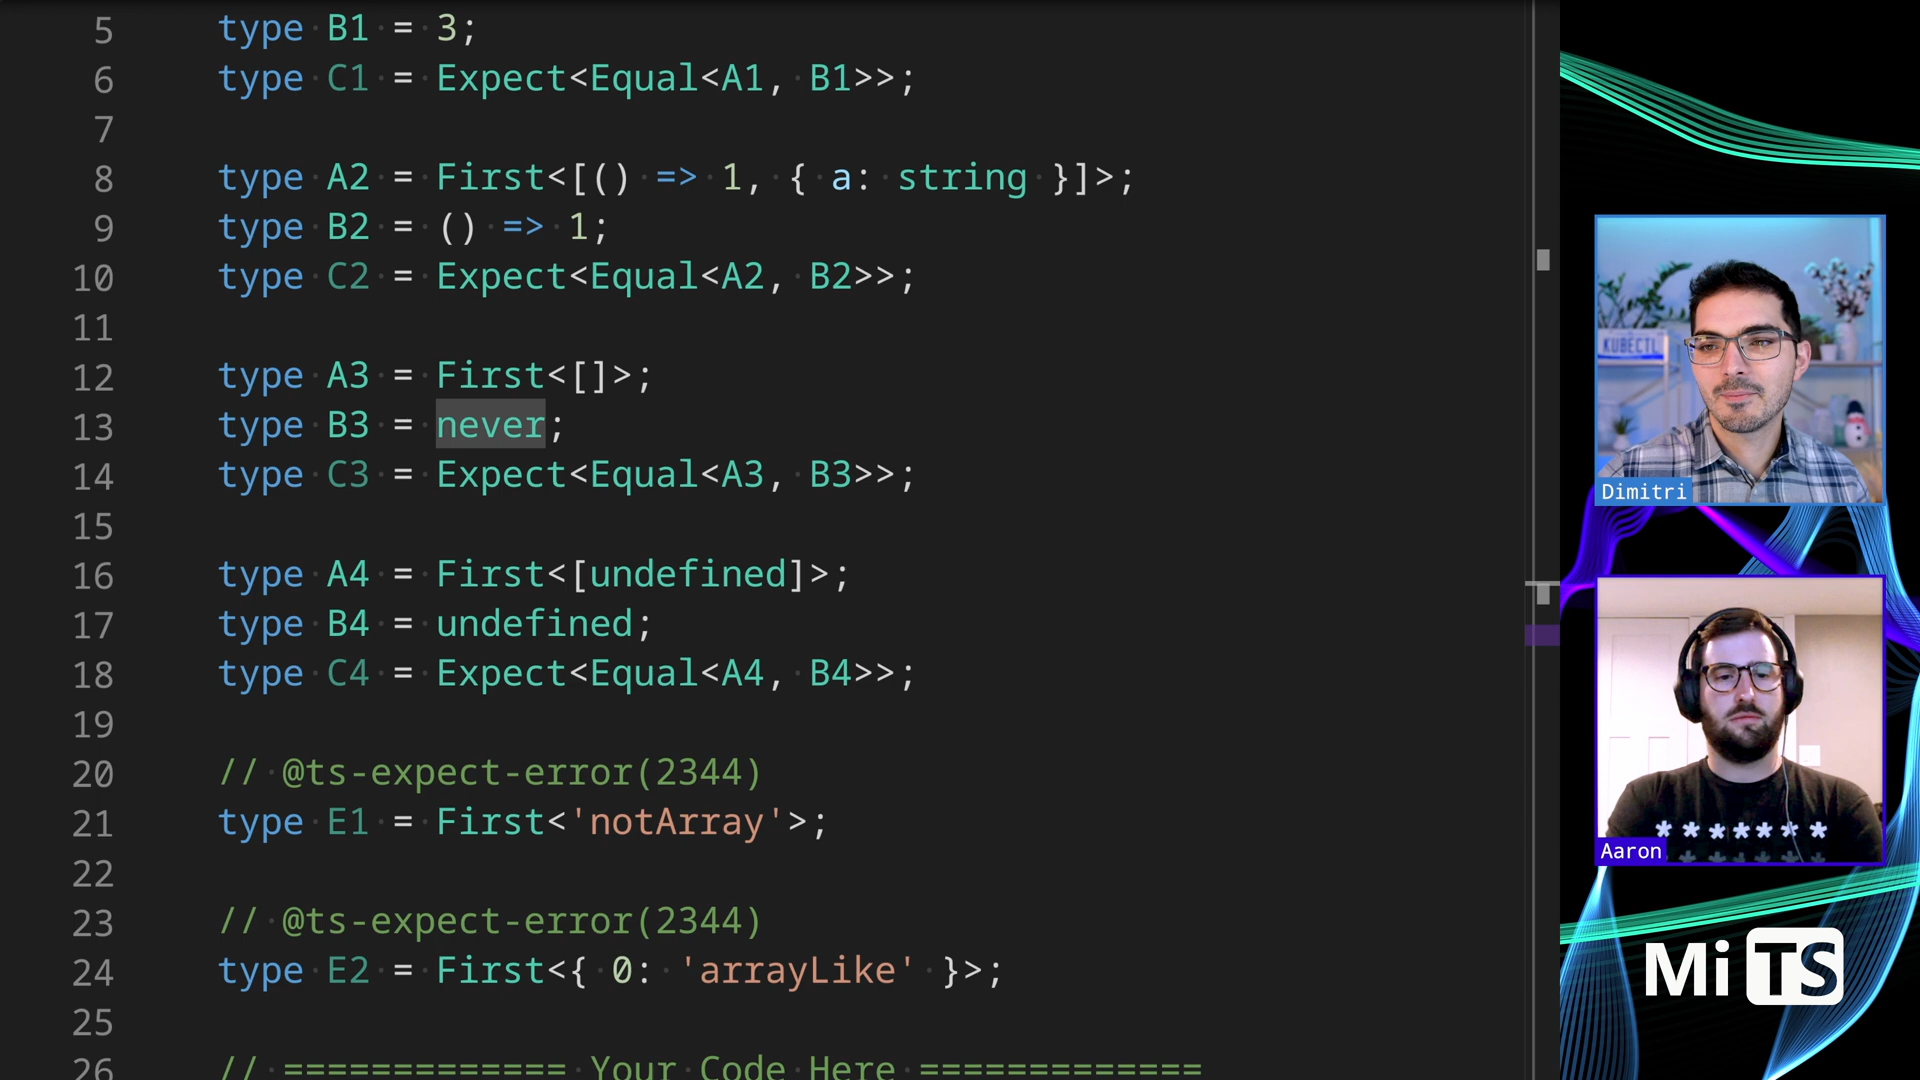 5 type B1 = 3;
6 type C1 = Expect<Equal<A1, B1>>;
7
8 type A2 = First<[() => 1, { a: string }]>;
9 type B2 = () => 1;
10 type C2 = Expect<Equal<A2, B2>>;
11
12 type A3 = First<[]>;
13 type B3 = never;
14 type C3 = Expect<Equal<A3, B3>>;
15
16 type A4 = First<[undefined]>;
17 type B4 = undefined;
18 type C4 = Expect<Equal<A4, B4>>;
19
20 // @ts-expect-error(2344)
21 type E1 = First<'notArray'>;
22
23 // @ts-expect-error(2344)
24 type E2 = First<{ 0: 'arrayLike' }>;
25
26 // ============= Your Code Here =============
KUBECTL
Dimitri
*******
Aaron
Mi TS